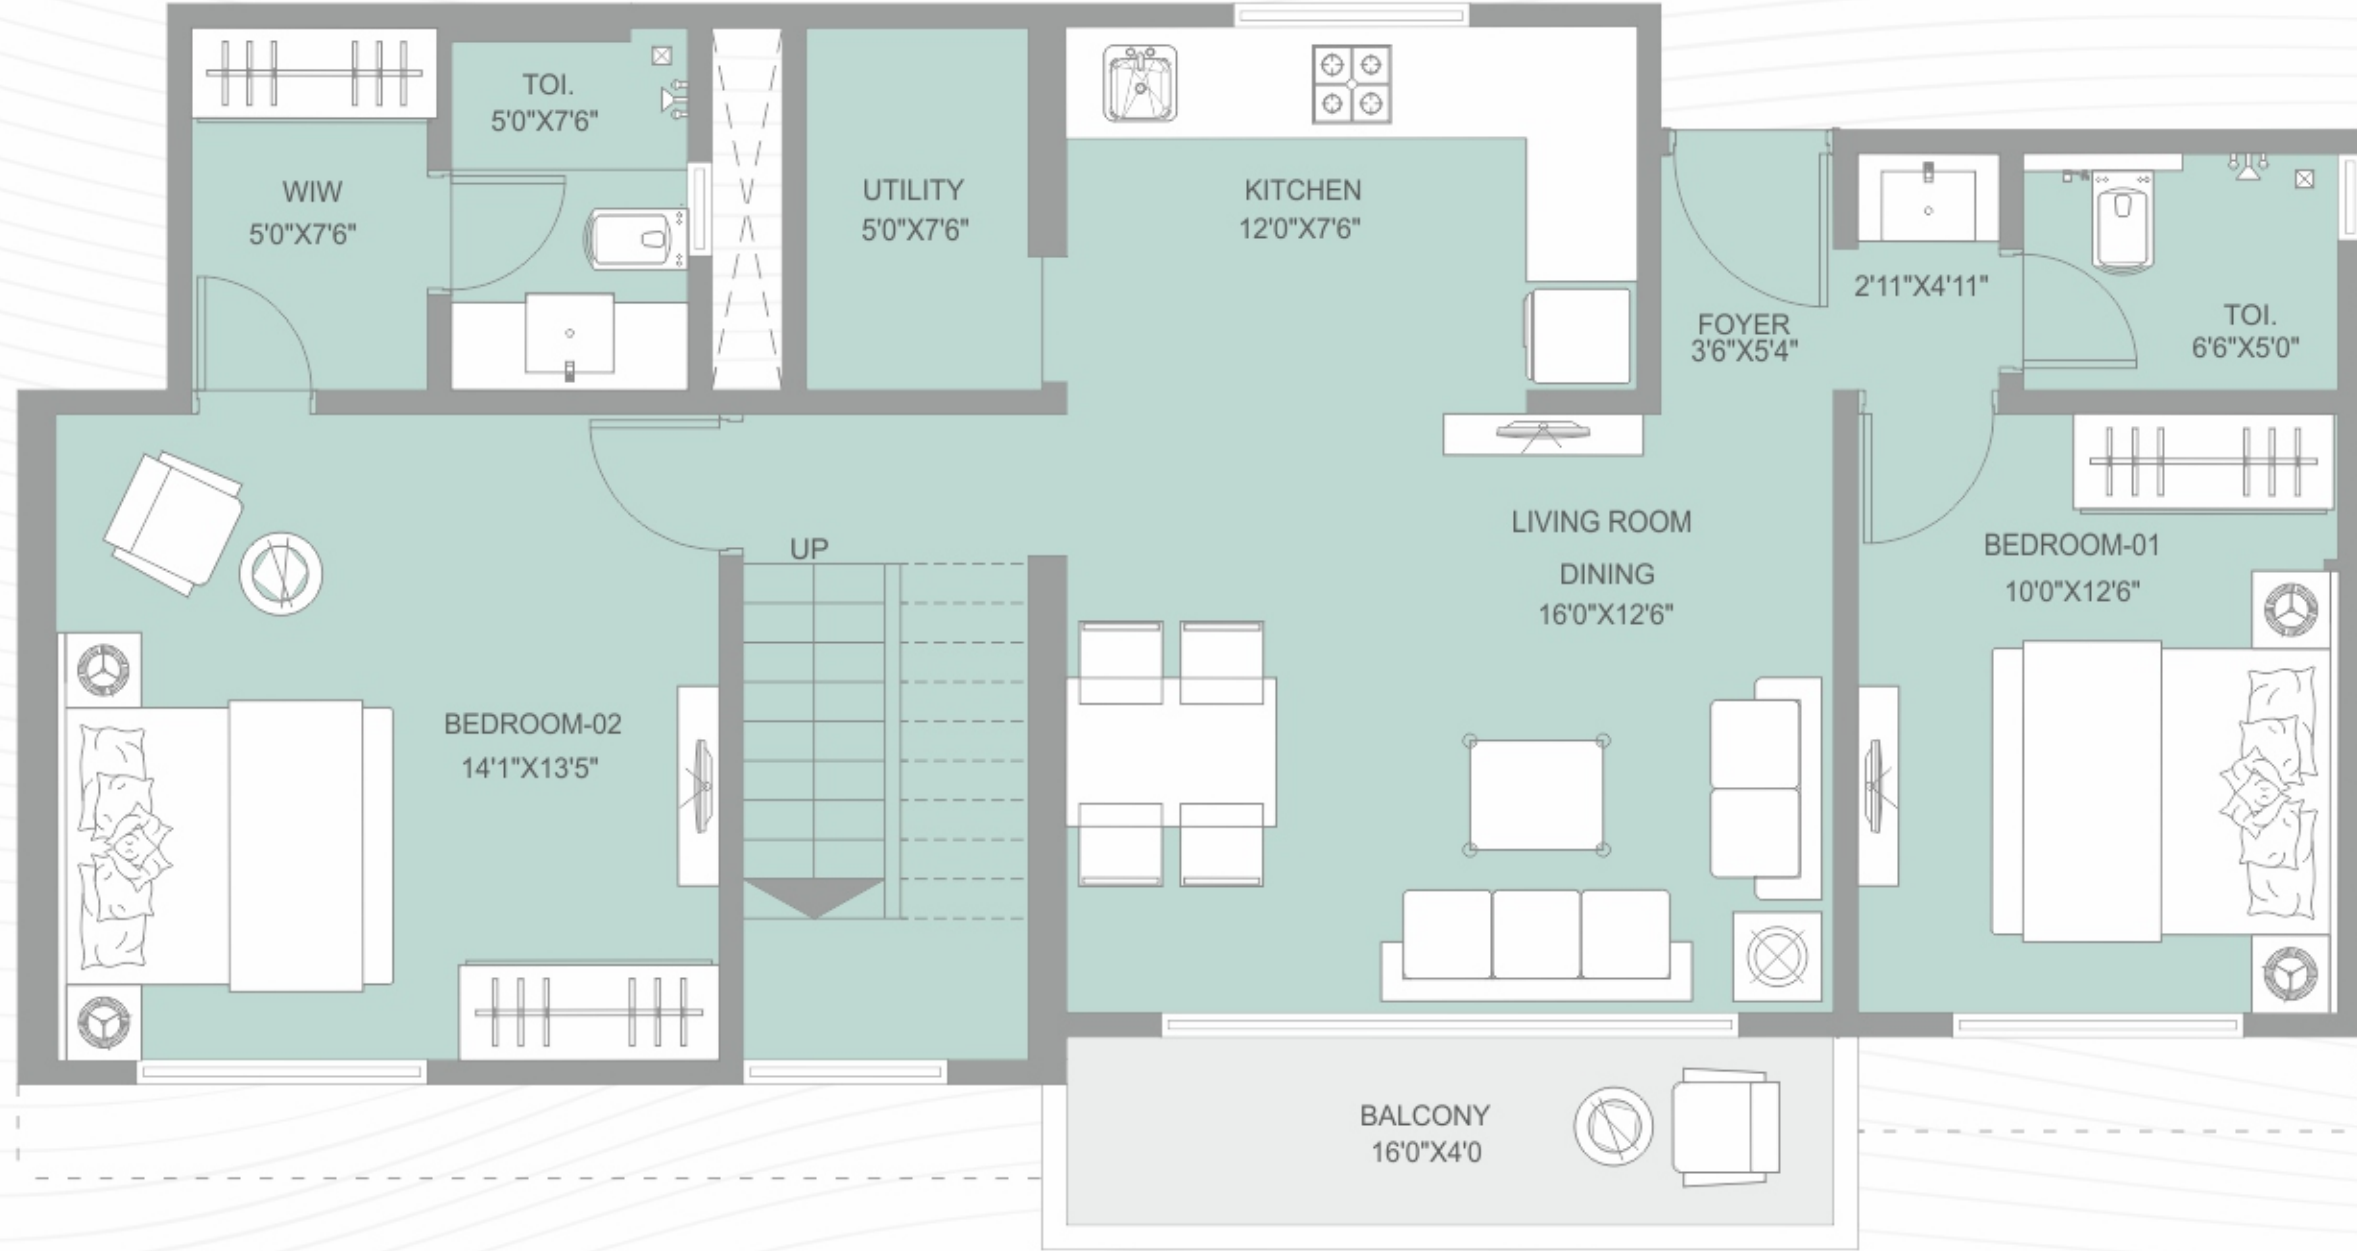 TOI.
5'0"X7'6"
WIW
5'0"X7'6"
UTILITY
5'0"X7'6"
KITCHEN
12'0"X7'6"
2'11"X4'11"
FOYER
3'6"X5'4"
TOI.
6'6"X5'0"
LIVING ROOM
DINING
16'0"X12'6"
BEDROOM-01
10'0"X12'6"
UP
BEDROOM-02
14'1"X13'5"
BALCONY
16'0"X4'0